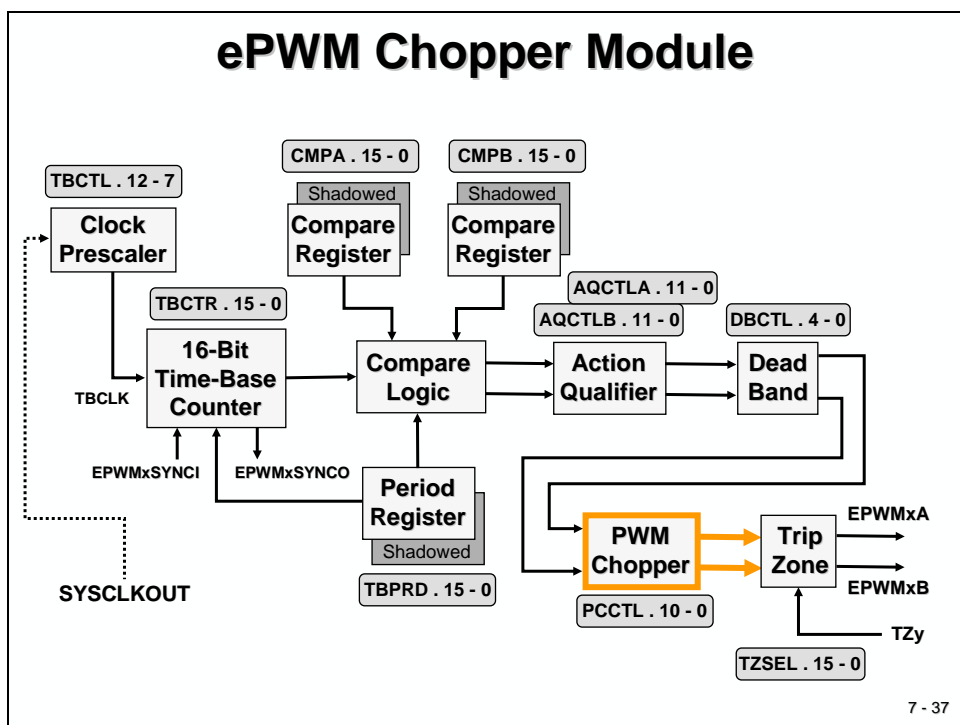 ePWM Chopper Module
CMPA . 15 - 0
CMPB . 15 - 0
TBCTL . 12 - 7
Shadowed
Shadowed
Clock
Prescaler
Compare
Register
Compare
Register
TBCTR . 15 - 0
AQCTLA . 11 - 0
AQCTLB . 11 - 0
DBCTL . 4 - 0
16-Bit
Time-Base
Counter
Compare
Logic
Action
Qualifier
Dead
Band
TBCLK
EPWMxSYNCI
EPWMxSYNCO
Period
Register
Shadowed
TBPRD . 15 - 0
SYSCLKOUT
PWM
Chopper
Trip
Zone
EPWMxA
EPWMxB
PCCTL . 10 - 0
TZy
TZSEL . 15 - 0
7 - 37